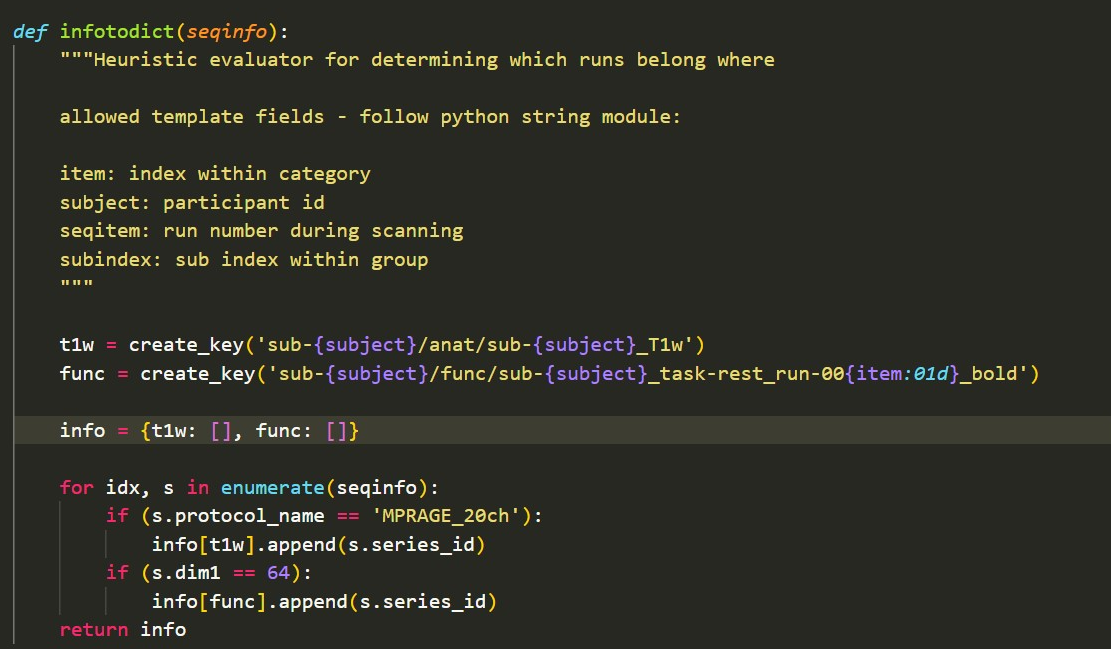 def infotodict(seqinfo):
    """Heuristic evaluator for determining which runs belong where

    allowed template fields - follow python string module:

    item: index within category
    subject: participant id
    seqitem: run number during scanning
    subindex: sub index within group
    """

    t1w = create_key('sub-{subject}/anat/sub-{subject}_T1w')
    func = create_key('sub-{subject}/func/sub-{subject}_task-rest_run-00{item:01d}_bold')

    info = {t1w: [], func: []}

    for idx, s in enumerate(seqinfo):
        if (s.protocol_name == 'MPRAGE_20ch'):
            info[t1w].append(s.series_id)
        if (s.dim1 == 64):
            info[func].append(s.series_id)
    return info